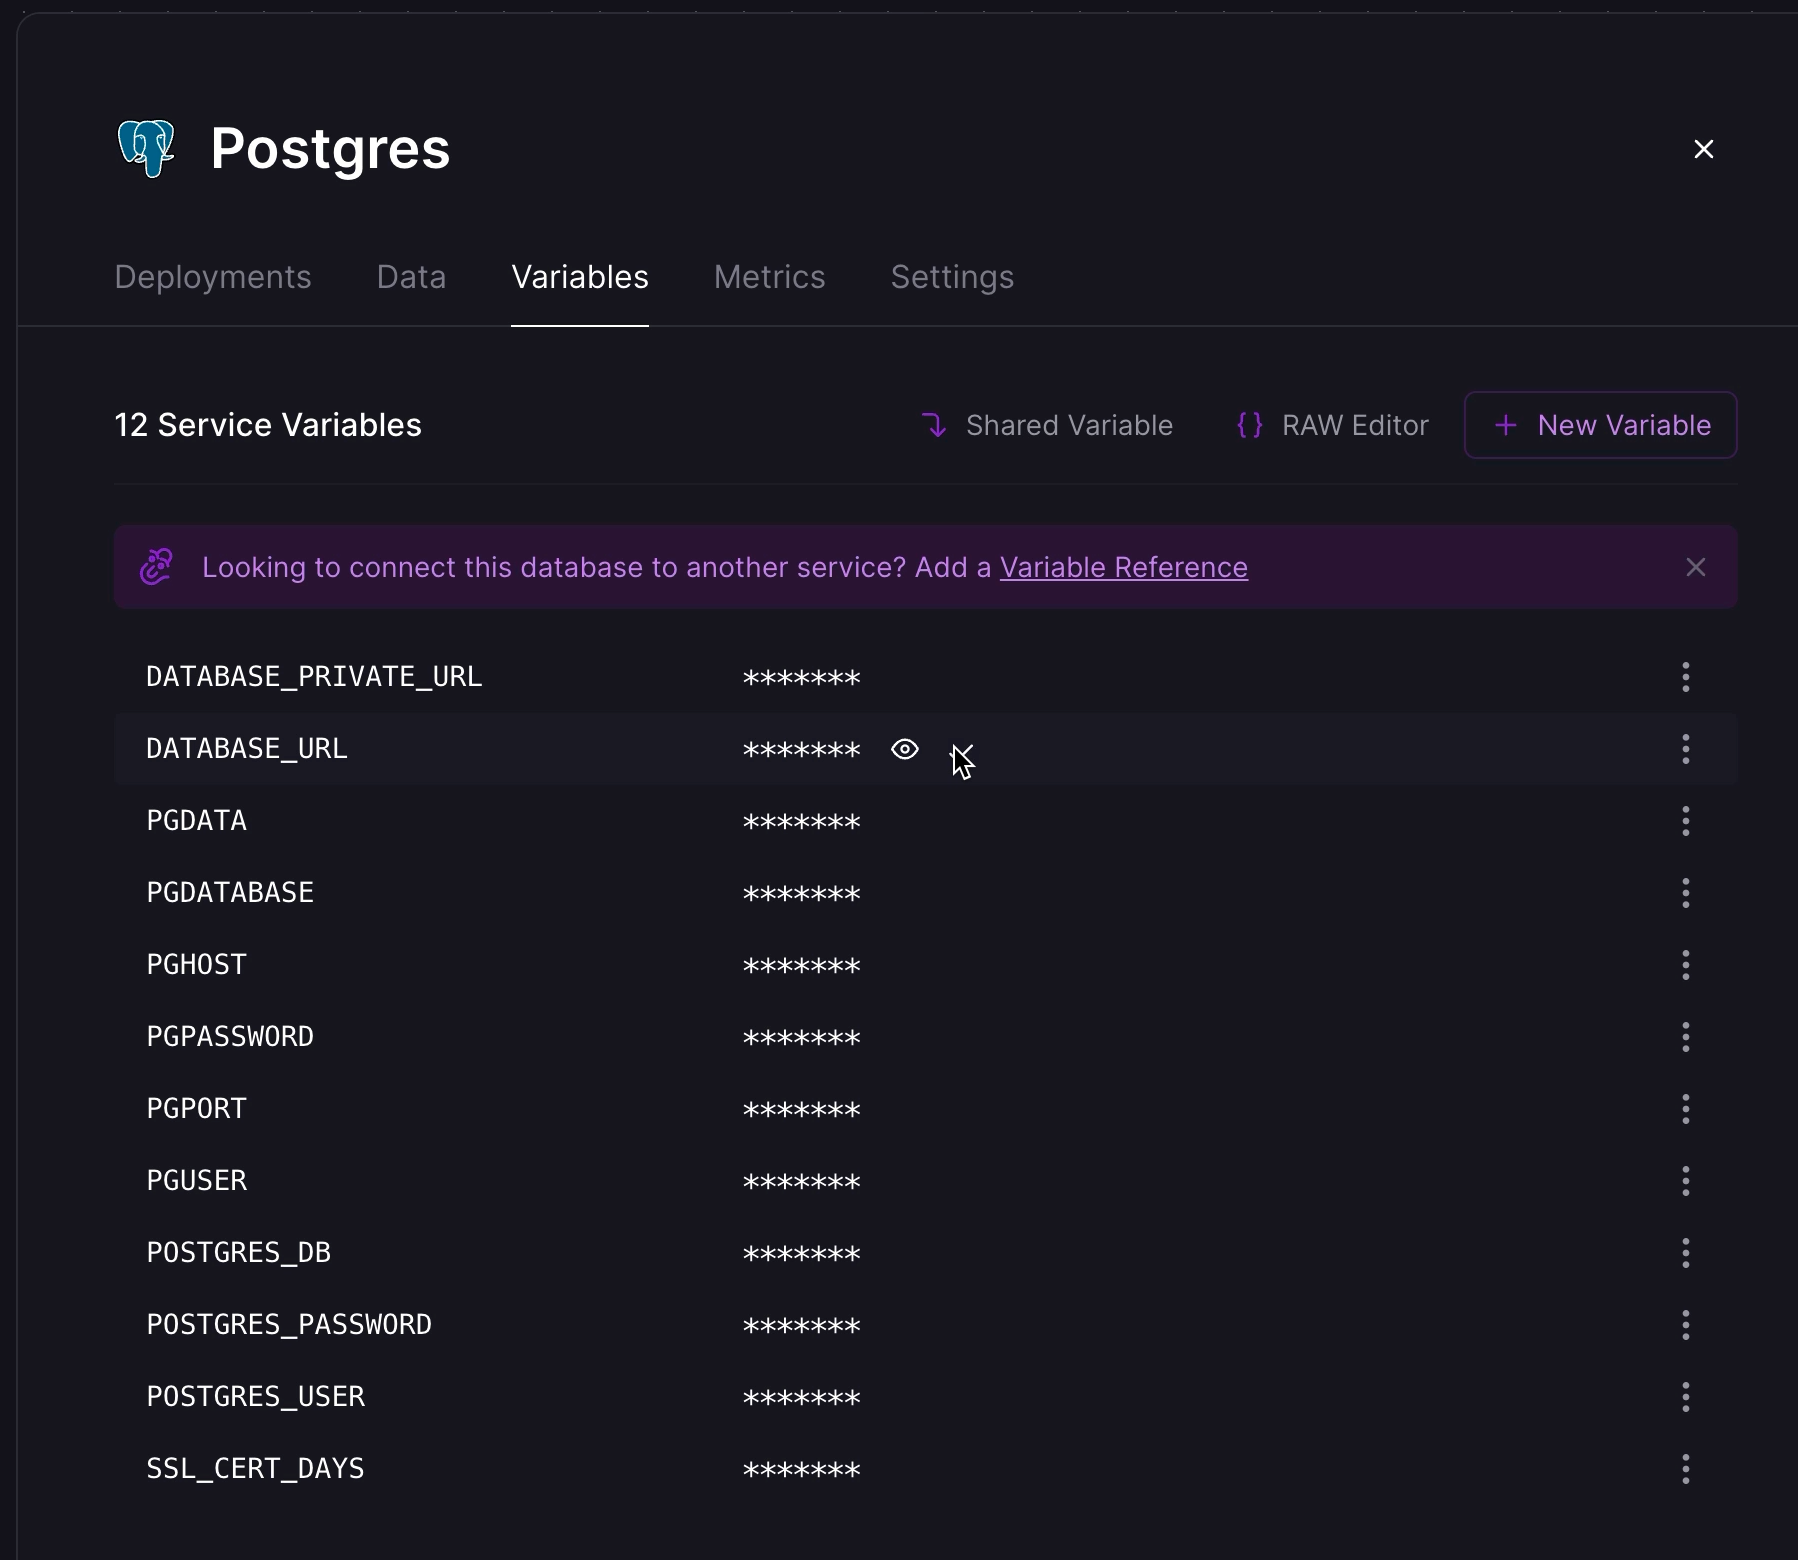 Postgres
Deployments Data Variables Metrics Settings
12 Service Variables Shared Variable {} RAW Editor + New Variable
Looking to connect this database to another service? Add a Variable Reference
DATABASE_PRIVATE_URL *******
DATABASE_URL *******
PGDATA *******
PGDATABASE *******
PGHOST *******
PGPASSWORD *******
PGPORT *******
PGUSER *******
POSTGRES_DB *******
POSTGRES_PASSWORD *******
POSTGRES_USER *******
SSL_CERT_DAYS *******